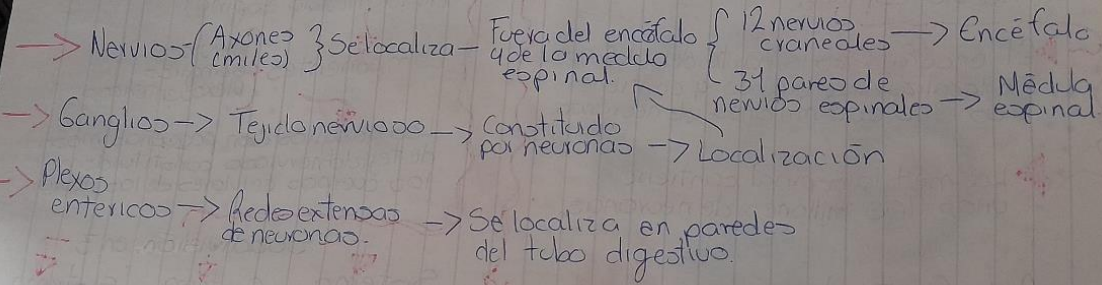 → Nervios - (Axones (miles) } Se localiza - Fuera del encéfalo y de la medula espinal. { 12 nervios craneales → Encéfalo
31 pares de nervios espinales → Médula espinal
→ Ganglios → Tejido nervioso → Constituido por neuronas → Localización
→ Plexos
entericos → Redes extensas de neuronas. → Se localiza en paredes
del tubo digestivo.